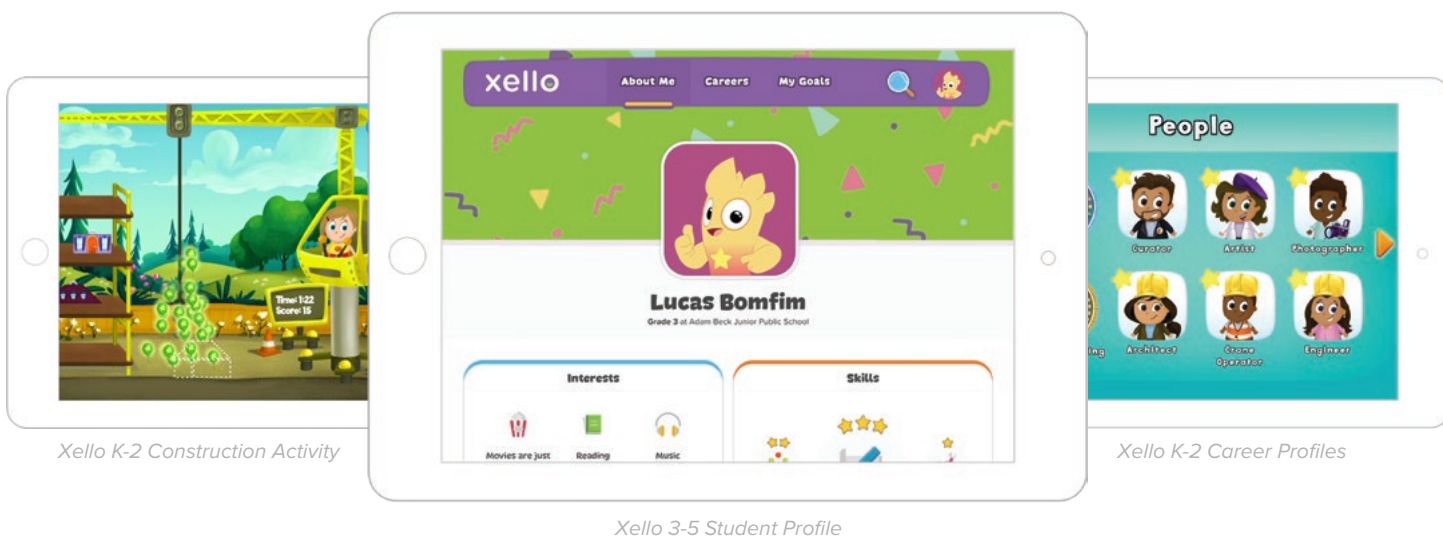 xello
About Me
Careers
My Goals
Lucas Bomfim
Grade 3 at Adam Beck Junior Public School
Interests
Skills
Movies are just
Reading
Music
Time: 1:22
Score: 15
People
Curator
Artist
Photographer
ing
Architect
Crane
Operator
Engineer
Xello K-2 Construction Activity
Xello K-2 Career Profiles
Xello 3-5 Student Profile